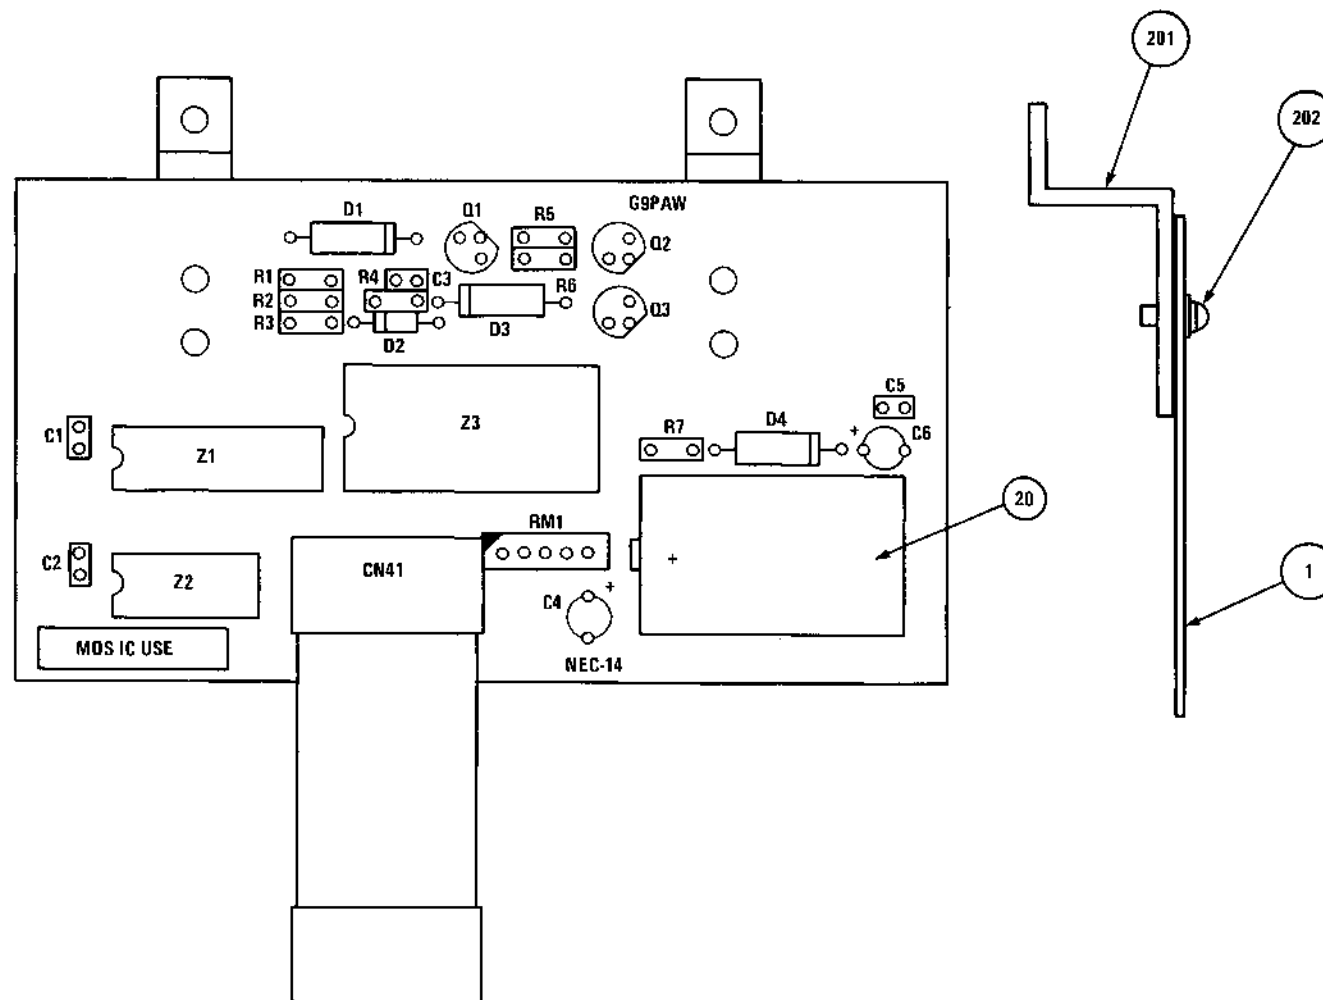 201
202
G9PAW
D1
Q1
R5
Q2
R1
R4
C3
R6
R2
Q3
R3
D3
D2
C5
Z3
R7
D4
+
C6
C1
Z1
20
RM1
C2
Z2
CN41
+
+
C4
1
MOS IC USE
NEC-14